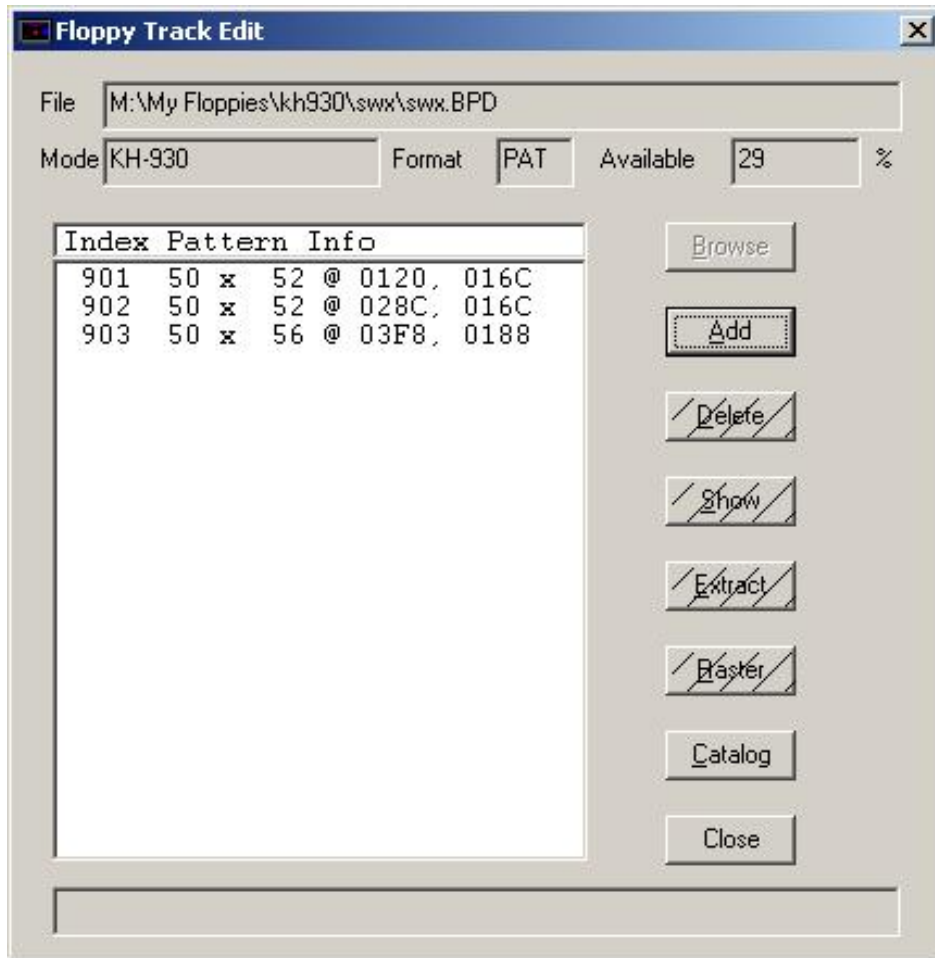 Floppy Track Edit
File M:\My Floppies\kh930\swx\swx.BPD
Mode KH-930 Format PAT Available 29 %
Index Pattern Info
901 50 x 52 @ 0120, 016C
902 50 x 52 @ 028C, 016C
903 50 x 56 @ 03F8, 0188
Browse
Add
Delete
Show
Extract
Raster
Catalog
Close